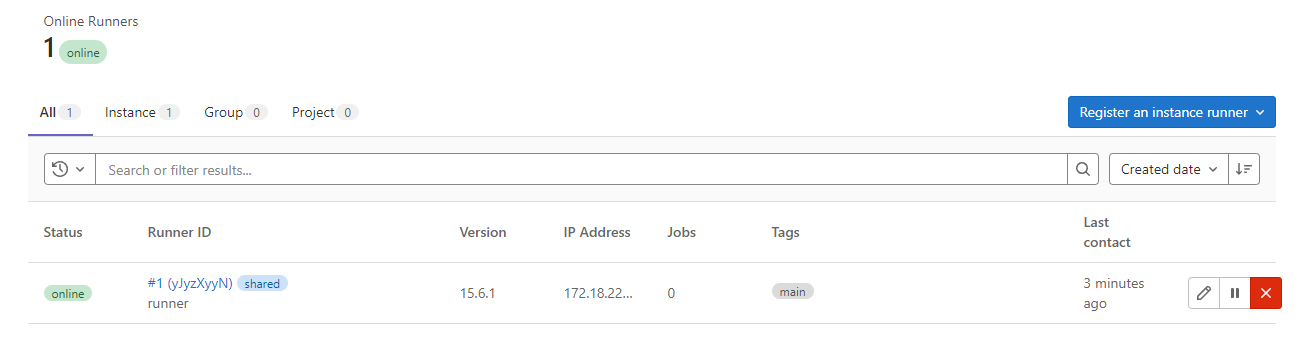 Online Runners
1 online
All 1 Instance 1 Group 0 Project 0 Register an instance runner
Search or filter results... Created date
Status Runner ID Version IP Address Jobs Tags Last contact
online #1 (yJyzXyyN) shared 15.6.1 172.18.22... 0 main 3 minutes ago
runner